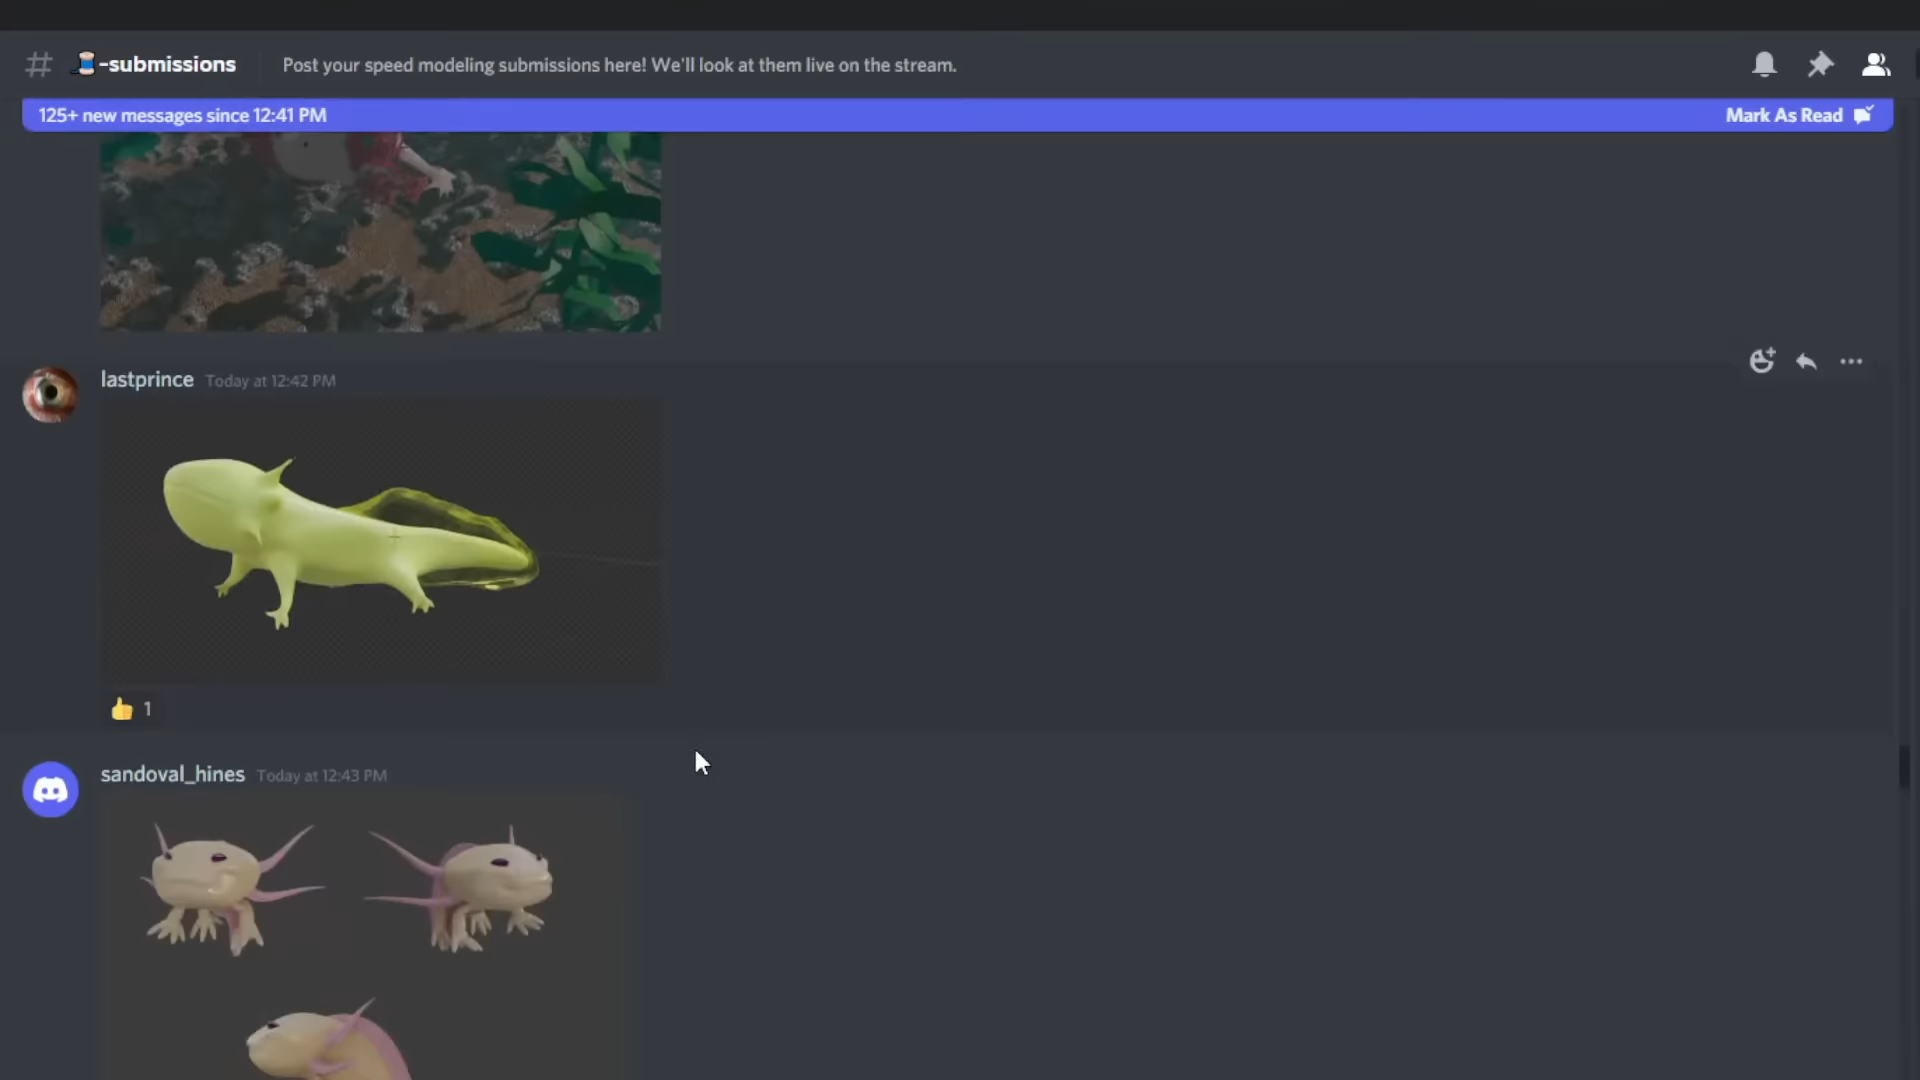 -submissions
Post your speed modeling submissions here! We'll look at them live on the stream.
125+ new messages since 12:41 PM
Mark As Read
lastprince Today at 12:42 PM
1
sandoval_hines Today at 12:43 PM